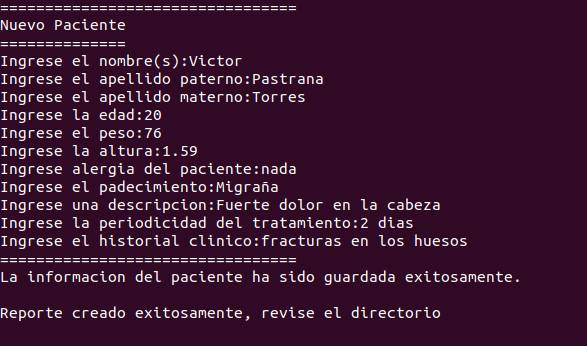 =================================
Nuevo Paciente
==============
Ingrese el nombre(s):Victor
Ingrese el apellido paterno:Pastrana
Ingrese el apellido materno:Torres
Ingrese la edad:20
Ingrese el peso:76
Ingrese la altura:1.59
Ingrese alergia del paciente:nada
Ingrese el padecimiento:Migraña
Ingrese una descripcion:Fuerte dolor en la cabeza
Ingrese la periodicidad del tratamiento:2 dias
Ingrese el historial clinico:fracturas en los huesos
=================================
La informacion del paciente ha sido guardada exitosamente.
Reporte creado exitosamente, revise el directorio